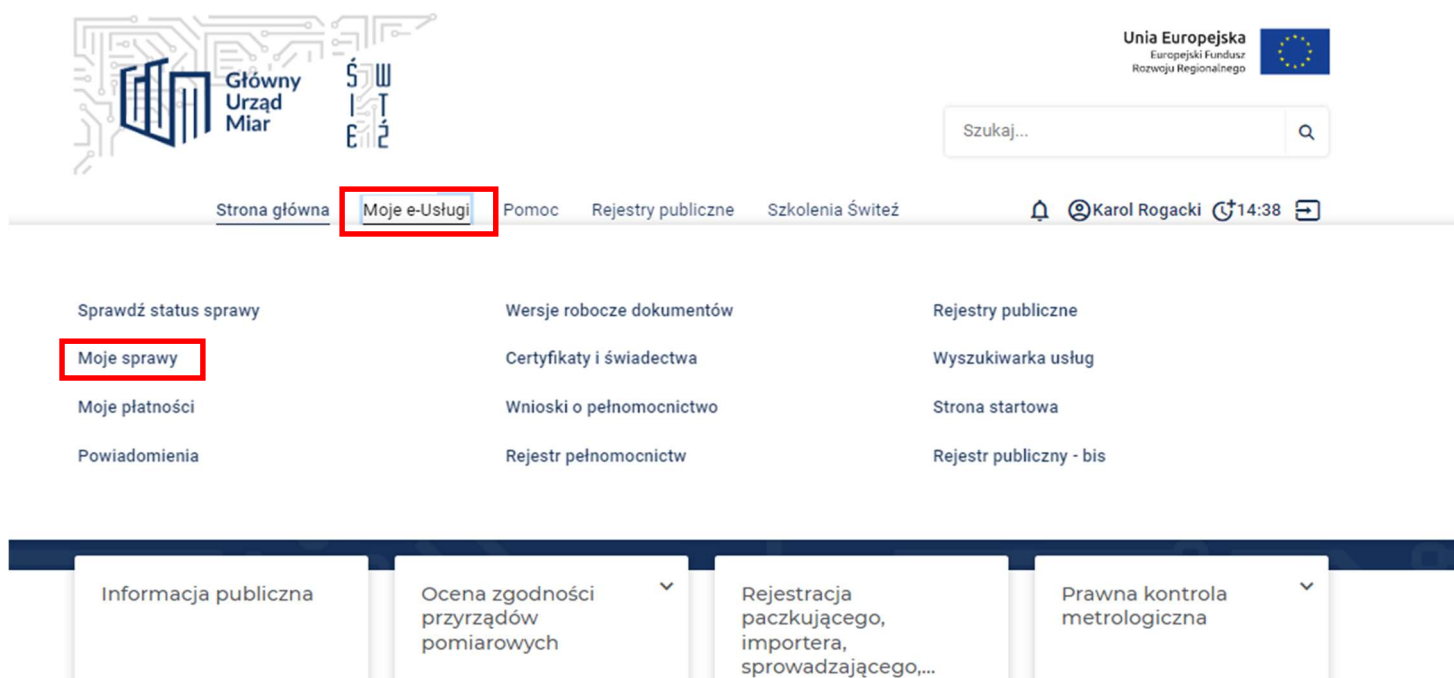 Główny
Urząd
Miar
ŚW
IT
EŹ
Unia Europejska
Europejski Fundusz
Rozwoju Regionalnego
Szukaj...
Strona główna Moje e-Usługi Pomoc Rejestry publiczne Szkolenia Świteź Karol Rogacki 14:38
Sprawdź status sprawy Wersje robocze dokumentów Rejestry publiczne
Moje sprawy Certyfikaty i świadectwa Wyszukiwarka usług
Moje płatności Wnioski o pełnomocnictwo Strona startowa
Powiadomienia Rejestr pełnomocnictw Rejestr publiczny - bis
Informacja publiczna
Ocena zgodności
przyrządów
pomiarowych
Rejestracja
paczkującego,
importera,
sprowadzającego,...
Prawna kontrola
metrologiczna